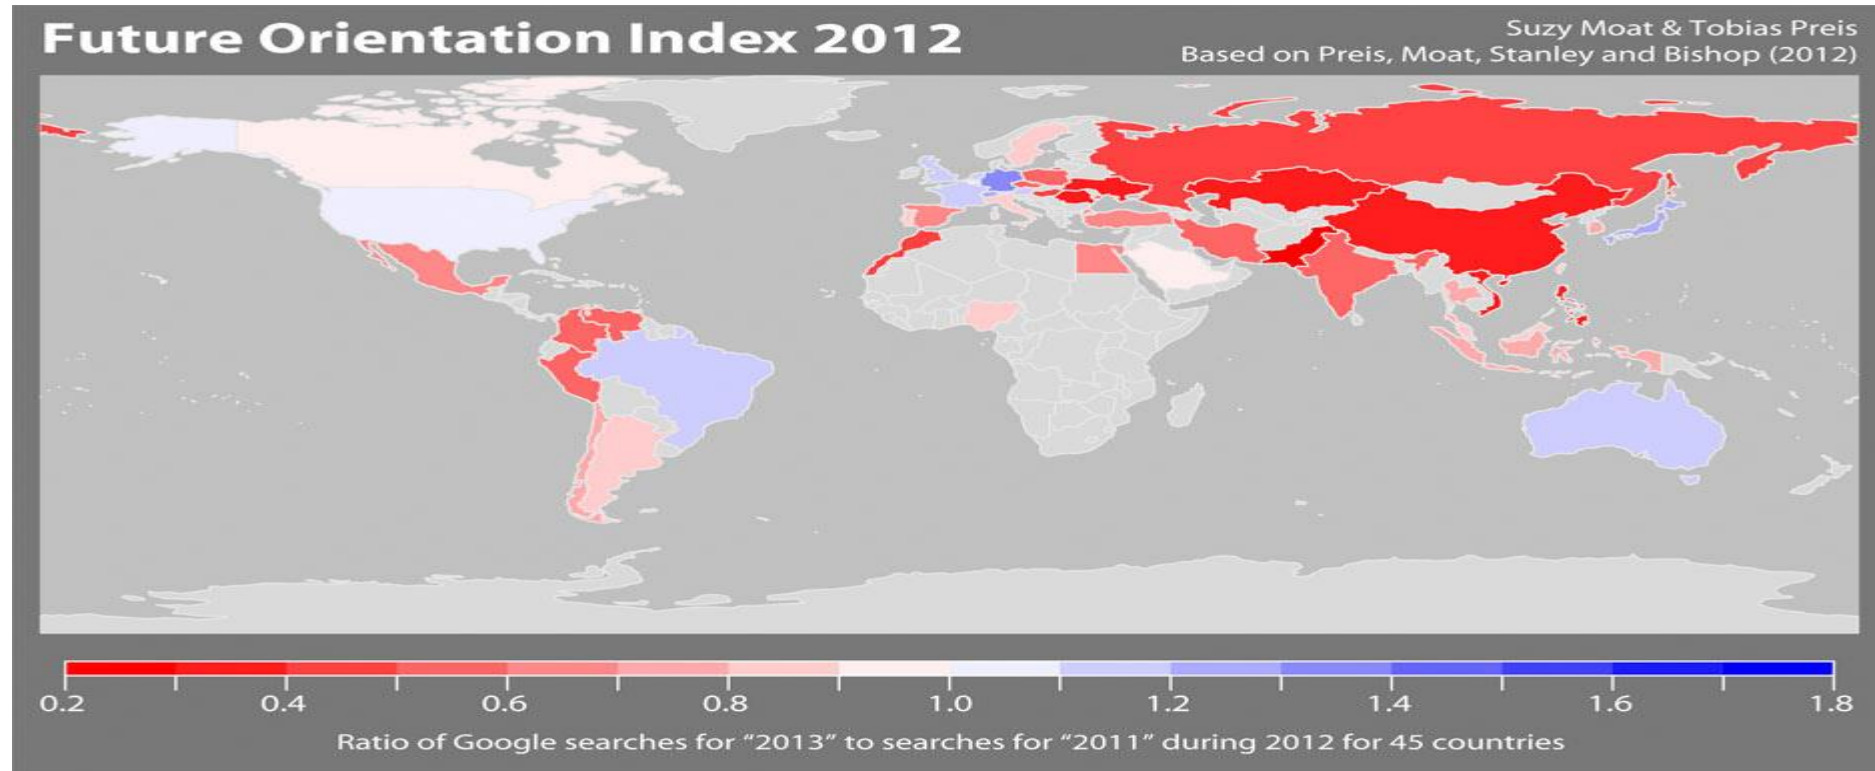 Future Orientation Index 2012
Suzy Moat & Tobias Preis
Based on Preis, Moat, Stanley and Bishop (2012)
0.2 0.4 0.6 0.8 1.0 1.2 1.4 1.6 1.8
Ratio of Google searches for “2013” to searches for “2011” during 2012 for 45 countries